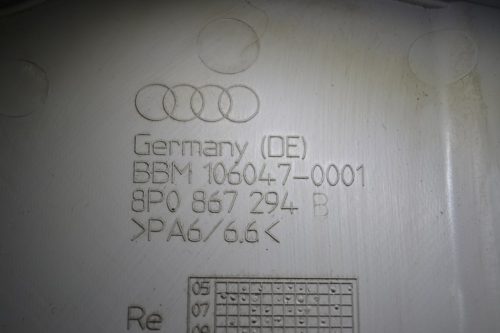 Germany (DE)
BBM 106047-0001
8P0 867 294 B
>PA6/6.6<
05
Re 07